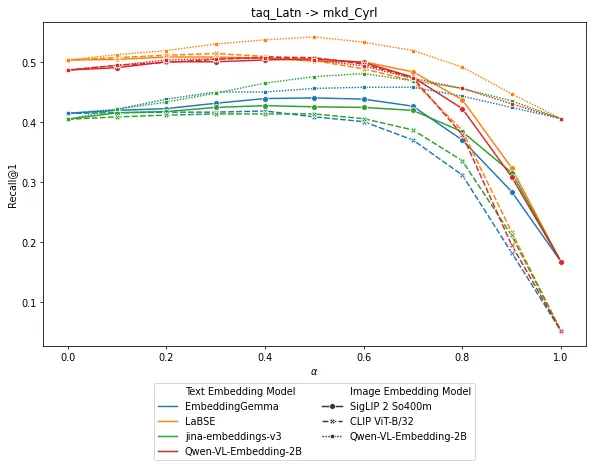 taq_Latn -> mkd_Cyrl
Recall@1
0.5
0.4
0.3
0.2
0.1
0.0 0.2 0.4 0.6 0.8 1.0
α
Text Embedding Model Image Embedding Model
EmbeddingGemma SigLIP 2 So400m
LaBSE CLIP ViT-B/32
jina-embeddings-v3 Qwen-VL-Embedding-2B
Qwen-VL-Embedding-2B